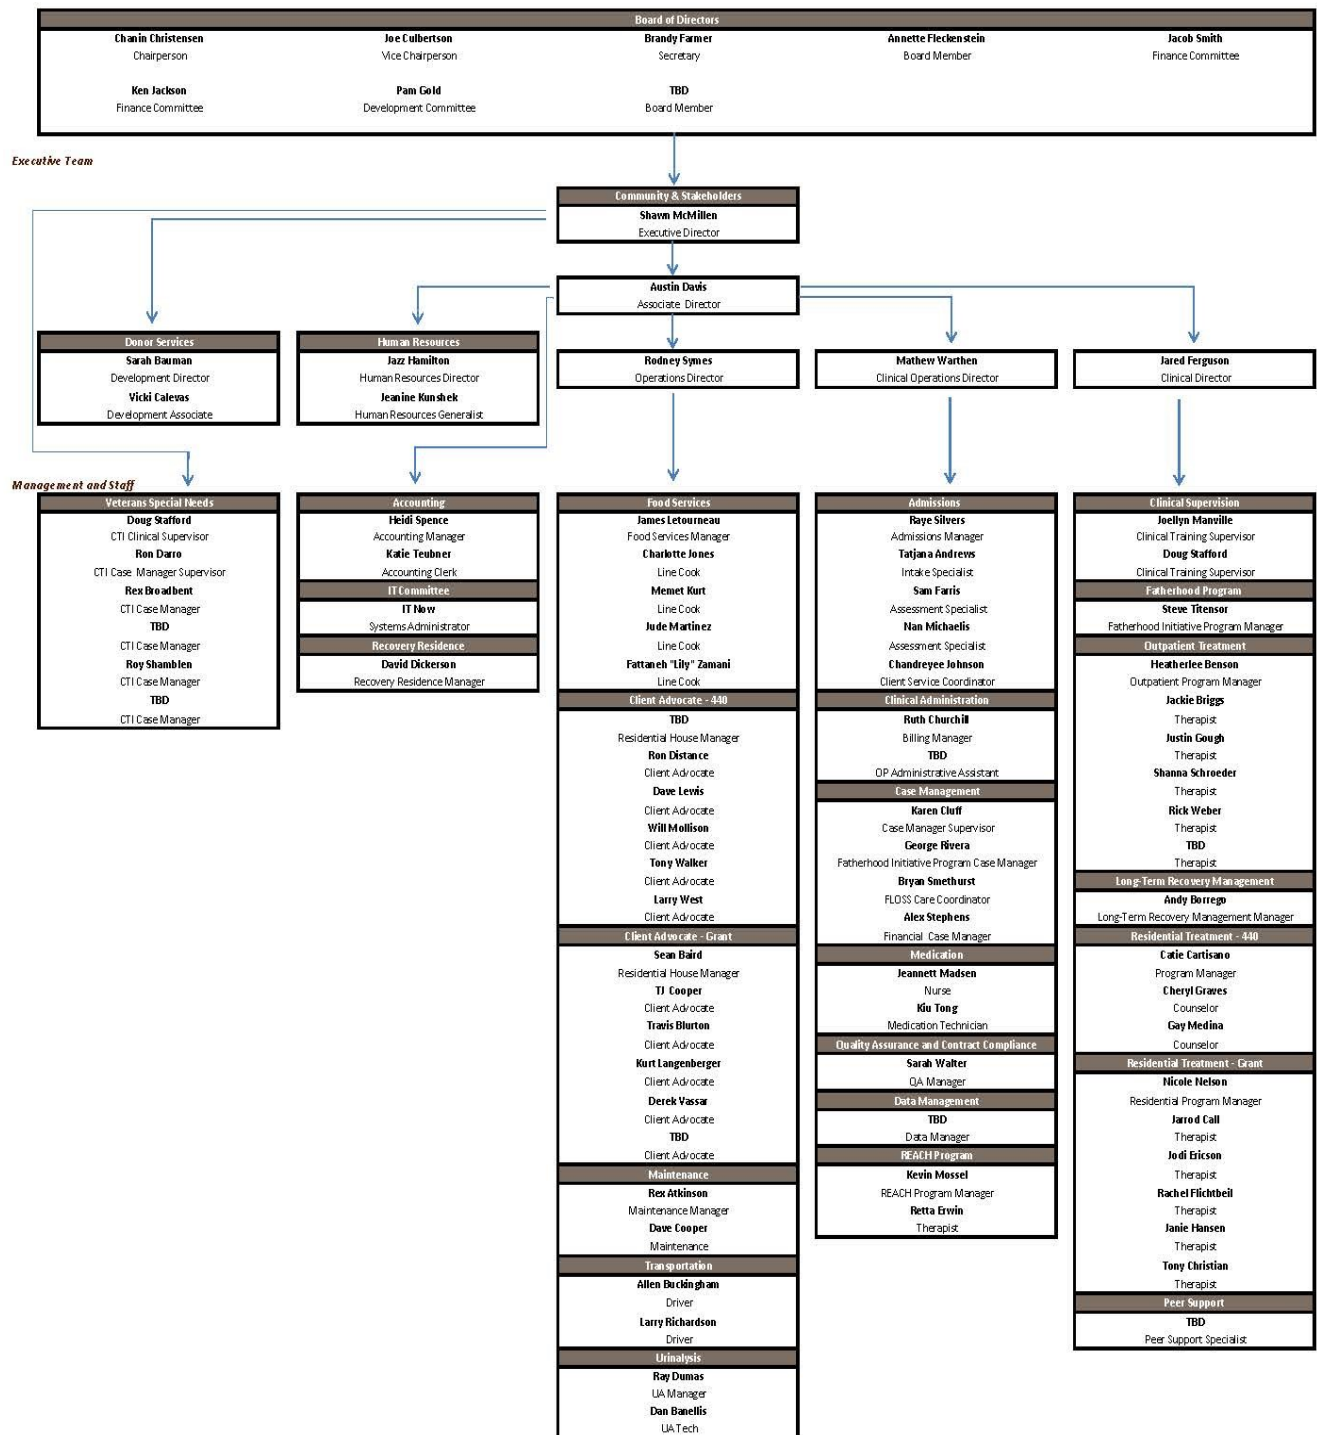 Board of Directors
Chanin Christensen
Chairperson
Joe Culbertson
Vice Chairperson
Brandy Farmer
Secretary
Annette Fleckenstein
Board Member
Jacob Smith
Finance Committee
Ken Jackson
Finance Committee
Pam Gold
Development Committee
TBD
Board Member
Executive Team
Community & Stakeholders
Shawn McMillen
Executive Director
Austin Davis
Associate Director
Donor Services
Sarah Bauman
Development Director
Vicki Calevas
Development Associate
Human Resources
Jazz Hamilton
Human Resources Director
Jeanine Kunshek
Human Resources Generalist
Rodney Symes
Operations Director
Mathew Warthen
Clinical Operations Director
Jared Ferguson
Clinical Director
Management and Staff
Veterans Special Needs
Doug Stafford
CTI Clinical Supervisor
Ron Darro
CTI Case Manager Supervisor
Rex Broadbent
CTI Case Manager
TBD
CTI Case Manager
Roy Shamblen
CTI Case Manager
TBD
CTI Case Manager
Accounting
Heidi Spence
Accounting Manager
Katie Teubner
Accounting Clerk
IT Committee
IT Now
Systems Administrator
Recovery Residence
David Dickerson
Recovery Residence Manager
Food Services
James Letourneau
Food Services Manager
Charlotte Jones
Line Cook
Memet Kurt
Line Cook
Jude Martinez
Line Cook
Fattaneh "Lily" Zamani
Line Cook
Client Advocate - 440
TBD
Residential House Manager
Ron Distance
Client Advocate
Dave Lewis
Client Advocate
Will Mollison
Client Advocate
Tony Walker
Client Advocate
Larry West
Client Advocate
Client Advocate - Grant
Sean Baird
Residential House Manager
TJ Cooper
Client Advocate
Travis Blurton
Client Advocate
Kurt Langenberger
Client Advocate
Derek Vassar
Client Advocate
TBD
Client Advocate
Maintenance
Rex Atkinson
Maintenance Manager
Dave Cooper
Maintenance
Transportation
Allen Buckingham
Driver
Larry Richardson
Driver
Urinalysis
Ray Dumas
UA Manager
Dan Banellis
UA Tech
Admissions
Raye Silvers
Admissions Manager
Tatjana Andrews
Intake Specialist
Sam Farris
Assessment Specialist
Nan Michaelis
Assessment Specialist
Chandreyee Johnson
Client Service Coordinator
Clinical Administration
Ruth Churchill
Billing Manager
TBD
OP Administrative Assistant
Case Management
Karen Cluff
Case Manager Supervisor
George Rivera
Fatherhood Initiative Program Case Manager
Bryan Smethurst
FLOSS Care Coordinator
Alex Stephens
Financial Case Manager
Medication
Jeannett Madsen
Nurse
Kiu Tong
Medication Technician
Quality Assurance and Contract Compliance
Sarah Walter
QA Manager
Data Management
TBD
Data Manager
REACH Program
Kevin Mossel
REACH Program Manager
Retta Erwin
Therapist
Clinical Supervision
Joellyn Manville
Clinical Training Supervisor
Doug Stafford
Clinical Training Supervisor
Fatherhood Program
Steve Titensor
Fatherhood Initiative Program Manager
Outpatient Treatment
Heatherlee Benson
Outpatient Program Manager
Jackie Briggs
Therapist
Justin Gough
Therapist
Shanna Schroeder
Therapist
Rick Weber
Therapist
TBD
Therapist
Long-Term Recovery Management
Andy Borrego
Long-Term Recovery Management Manager
Residential Treatment - 440
Catie Cartisano
Program Manager
Cheryl Graves
Counselor
Gay Medina
Counselor
Residential Treatment - Grant
Nicole Nelson
Residential Program Manager
Jarrod Call
Therapist
Jodi Ericson
Therapist
Rachel Flichtbeil
Therapist
Janie Hansen
Therapist
Tony Christian
Therapist
Peer Support
TBD
Peer Support Specialist